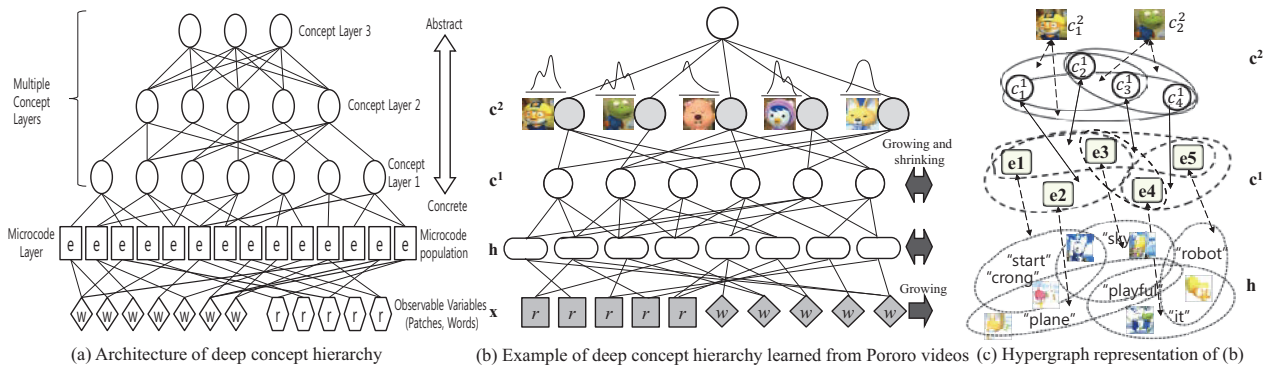 Multiple
Concept
Layers
Concept Layer 3
Concept Layer 2
Concept
Layer 1
Abstract
Concrete
Microcode
Layer
e e e e e e e e e e e e e e
Microcode
population
w w w w w w w r r r r r
Observable Variables
(Patches, Words)
(a) Architecture of deep concept hierarchy
c²
c¹
h
x
r r r r r w w w w w
Growing and
shrinking
Growing
(b) Example of deep concept hierarchy learned from Pororo videos
c₁² c₂²
c²
c₂¹
c₁¹ c₃¹ c₄¹
e1 e3 e5
c¹
e2 e4
"sky"
"start" "robot"
"crong"
"playful" h
"plane" "it"
(c) Hypergraph representation of (b)